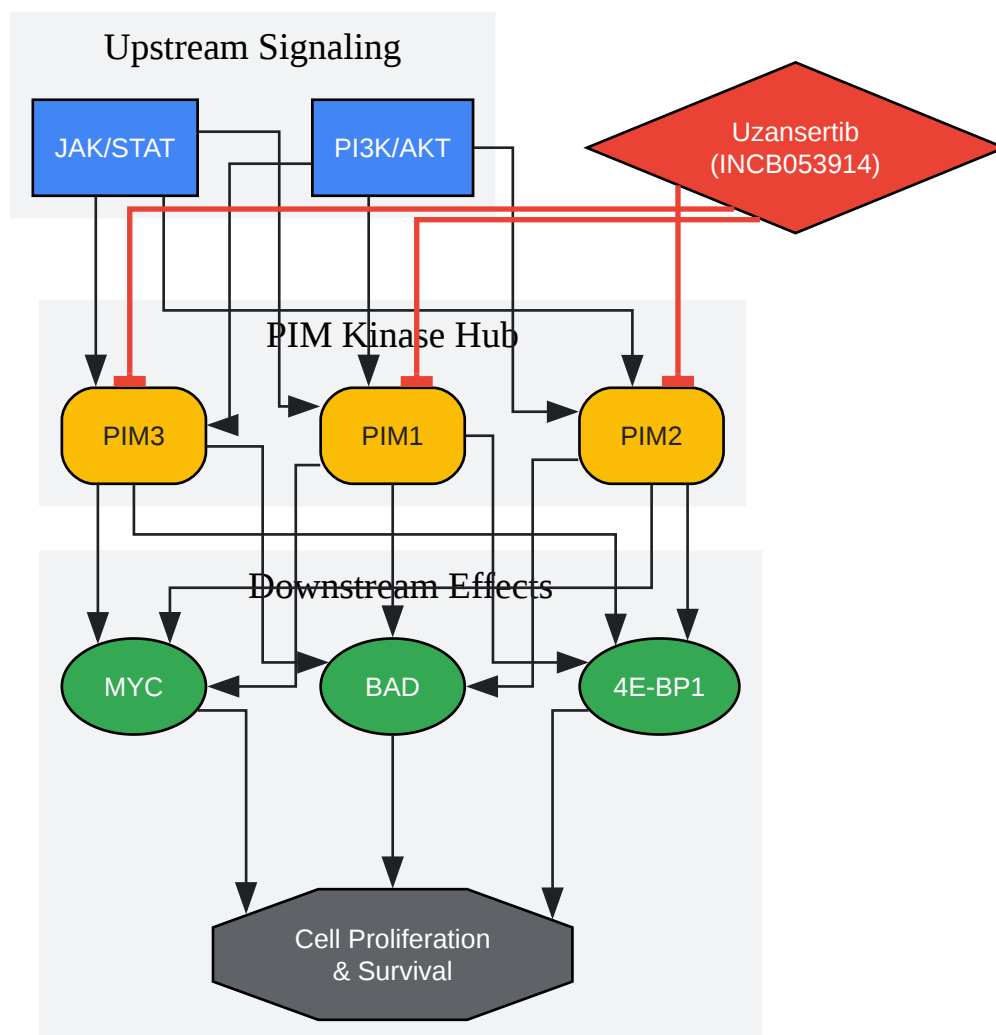 Upstream Signaling
JAK/STAT
PI3K/AKT
Uzansertib
(INCB053914)
PIM Kinase Hub
PIM3
PIM1
PIM2
Downstream Effects
MYC
BAD
4E-BP1
Cell Proliferation
& Survival